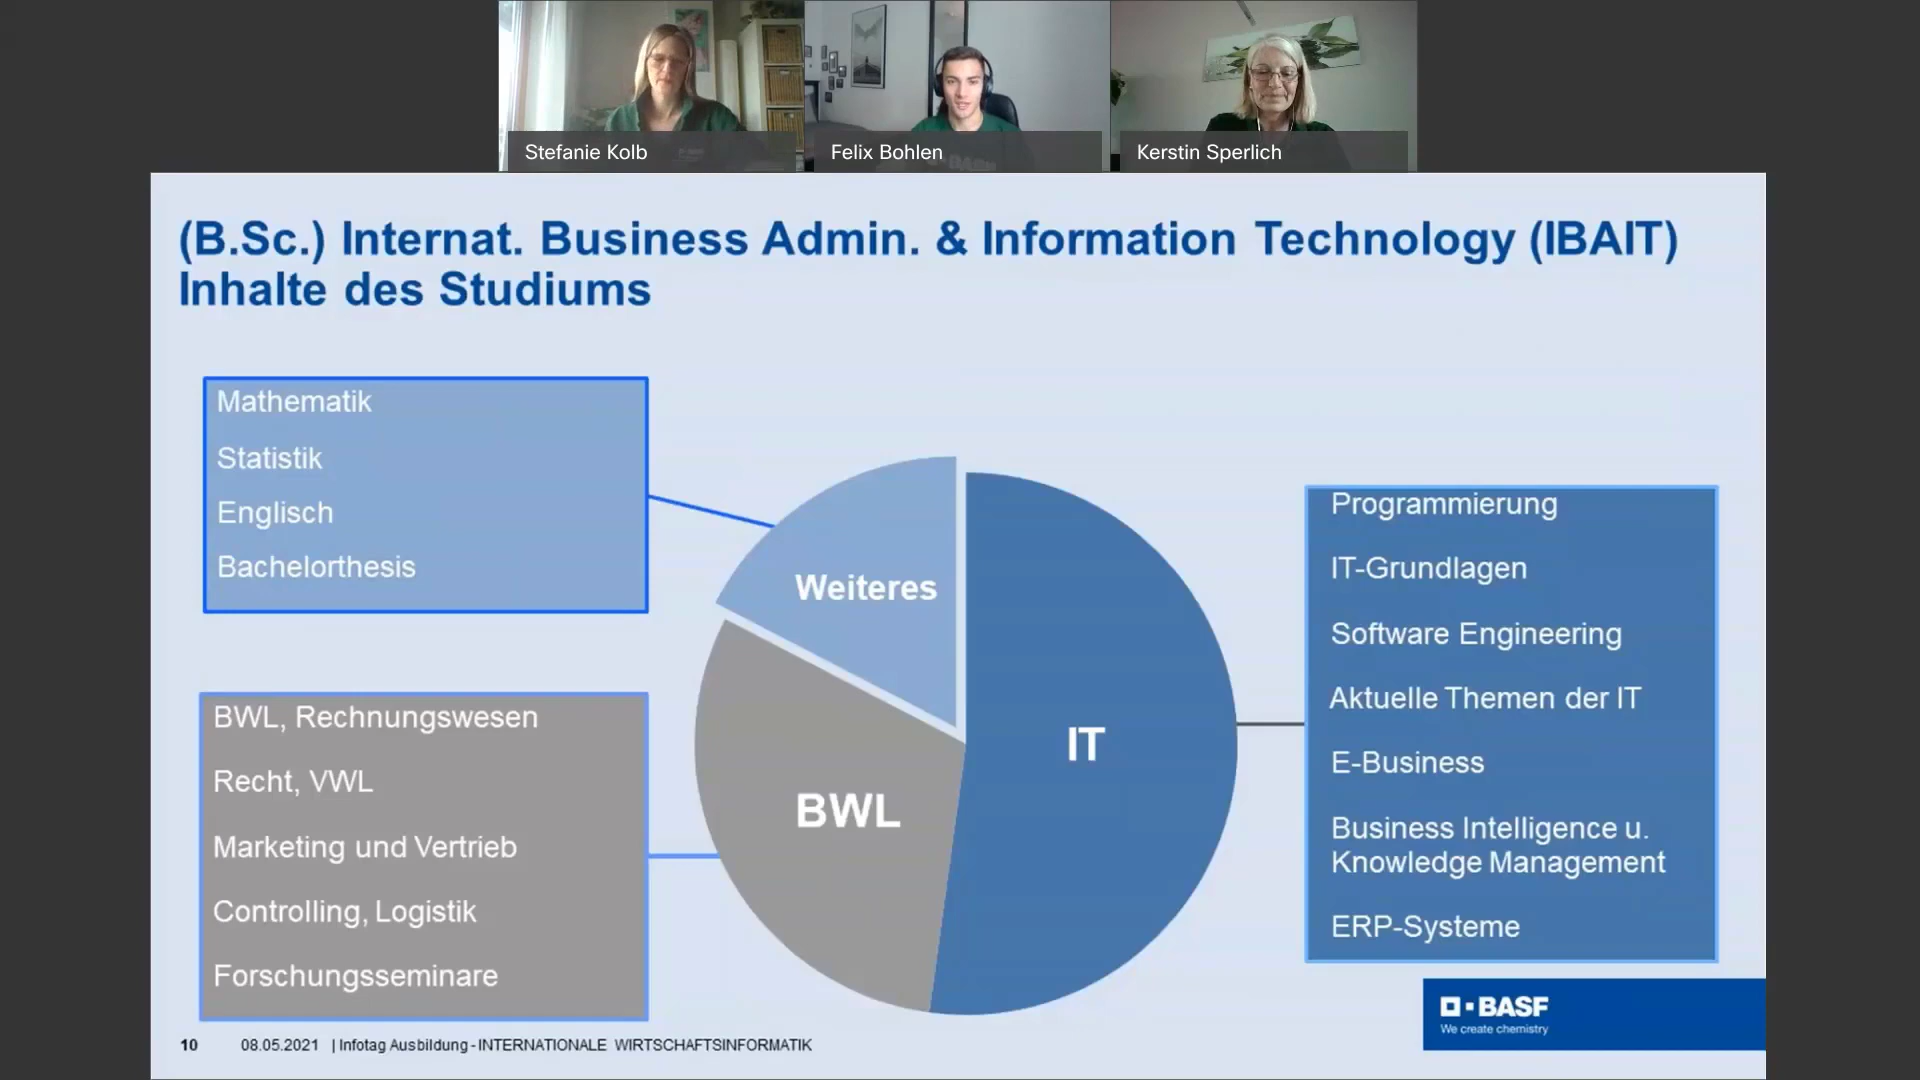 Stefanie Kolb
Felix Bohlen
Kerstin Sperlich
(B.Sc.) Internat. Business Admin. & Information Technology (IBAIT)
Inhalte des Studiums
Mathematik
Statistik
Englisch
Bachelorthesis
BWL, Rechnungswesen
Recht, VWL
Marketing und Vertrieb
Controlling, Logistik
Forschungsseminare
Weiteres
BWL
IT
Programmierung
IT-Grundlagen
Software Engineering
Aktuelle Themen der IT
E-Business
Business Intelligence u.
Knowledge Management
ERP-Systeme
BASF
We create chemistry
10 08.05.2021 | Infotag Ausbildung - INTERNATIONALE WIRTSCHAFTSINFORMATIK